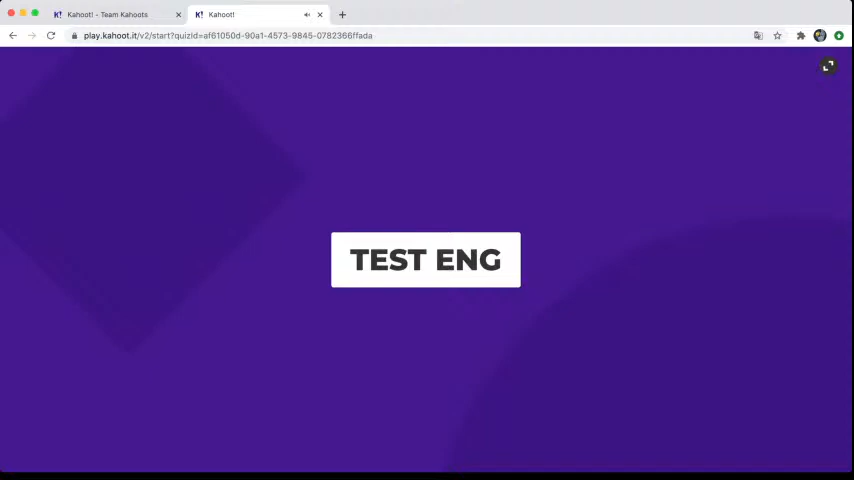 Kahoot! - Team Kahoots
K! Kahoot!
play.kahoot.it/v2/start?quizId=af61050d-90a1-4573-9845-0782366ffada
TEST ENG